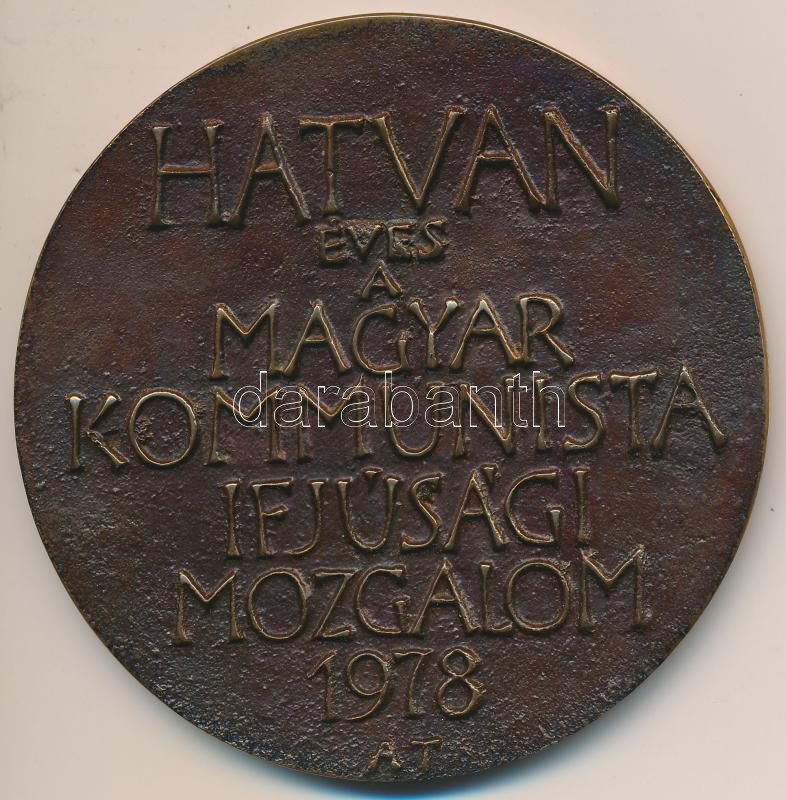 HATVAN
ÉVES
A
MAGYAR
KOMMUNISTA
IFJÚSÁGI
MOZGALOM
1978
AT
darabanth